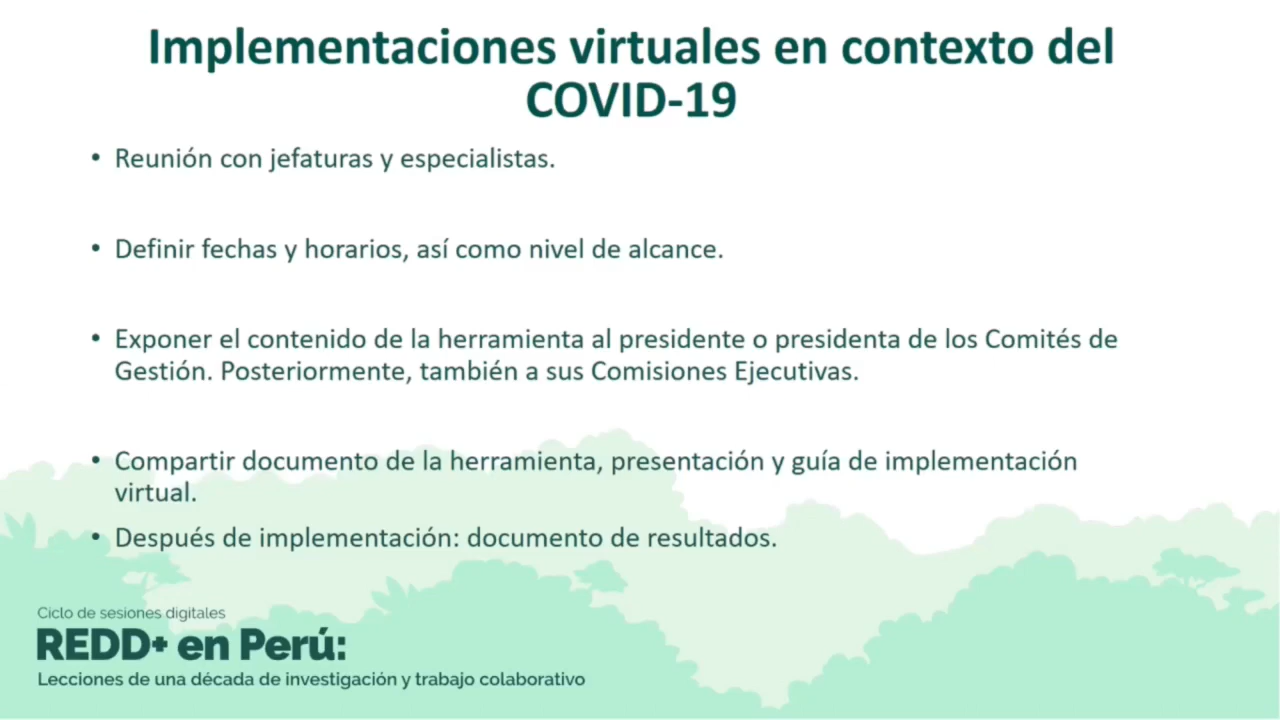 Implementaciones virtuales en contexto del
COVID-19
• Reunión con jefaturas y especialistas.
• Definir fechas y horarios, así como nivel de alcance.
• Exponer el contenido de la herramienta al presidente o presidenta de los Comités de
Gestión. Posteriormente, también a sus Comisiones Ejecutivas.
• Compartir documento de la herramienta, presentación y guía de implementación
virtual.
• Después de implementación: documento de resultados.
Ciclo de sesiones digitales
REDD+ en Perú:
Lecciones de una década de investigación y trabajo colaborativo